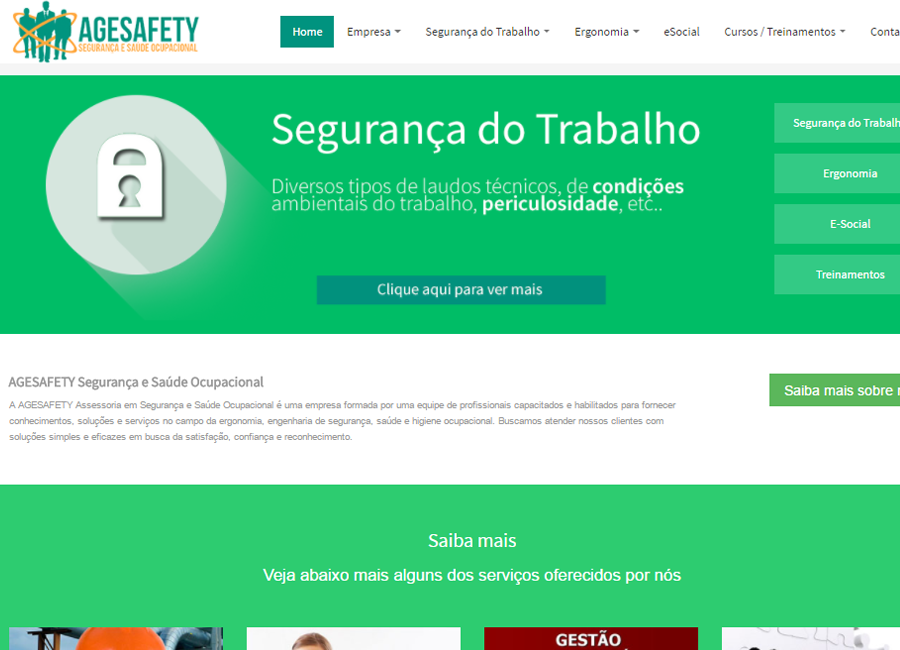 AGESAFETY
SEGURANÇA E SAÚDE OCUPACIONAL
Home
Empresa
Segurança do Trabalho
Ergonomia
eSocial
Cursos / Treinamentos
Conta
Segurança do Trabalho
Diversos tipos de laudos técnicos, de condições
ambientais do trabalho, periculosidade, etc..
Clique aqui para ver mais
Segurança do Trabalh
Ergonomia
E-Social
Treinamentos
AGESAFETY Segurança e Saúde Ocupacional
A AGESAFETY Assessoria em Segurança e Saúde Ocupacional é uma empresa formada por uma equipe de profissionais capacitados e habilitados para fornecer
conhecimentos, soluções e serviços no campo da ergonomia, engenharia de segurança, saúde e higiene ocupacional. Buscamos atender nossos clientes com
soluções simples e eficazes em busca da satisfação, confiança e reconhecimento.
Saiba mais sobre
Saiba mais
Veja abaixo mais alguns dos serviços oferecidos por nós
GESTÃO